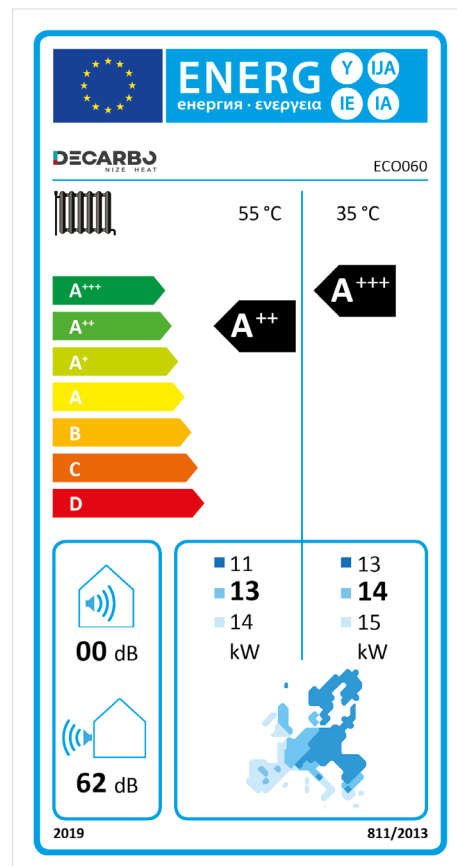 ENERG
Y IJA
IE IA
енергия · ενεργεια
DECARBO
NIZE HEAT
ECO060
55 °C 35 °C
A+++
A++
A+++
A++
A+
A
B
C
D
11 13
13 14
14 15
kW kW
00 dB
62 dB
2019 811/2013